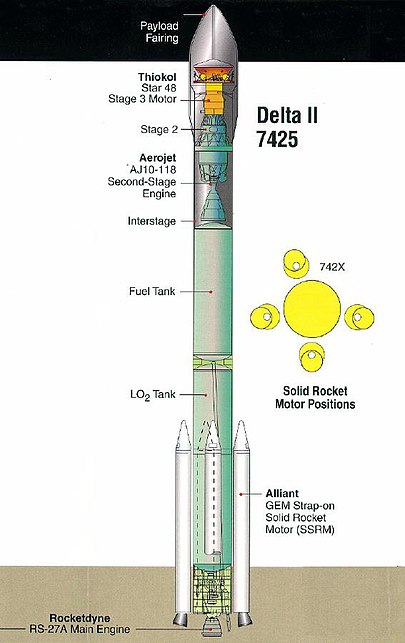 Payload
Fairing
Thiokol
Star 48
Stage 3 Motor
Delta II
7425
Stage 2
Aerojet
AJ10-118
Second-Stage
Engine
Interstage
742X
Fuel Tank
Solid Rocket
Motor Positions
LO2 Tank
Alliant
GEM Strap-on
Solid Rocket
Motor (SSRM)
Rocketdyne
RS-27A Main Engine